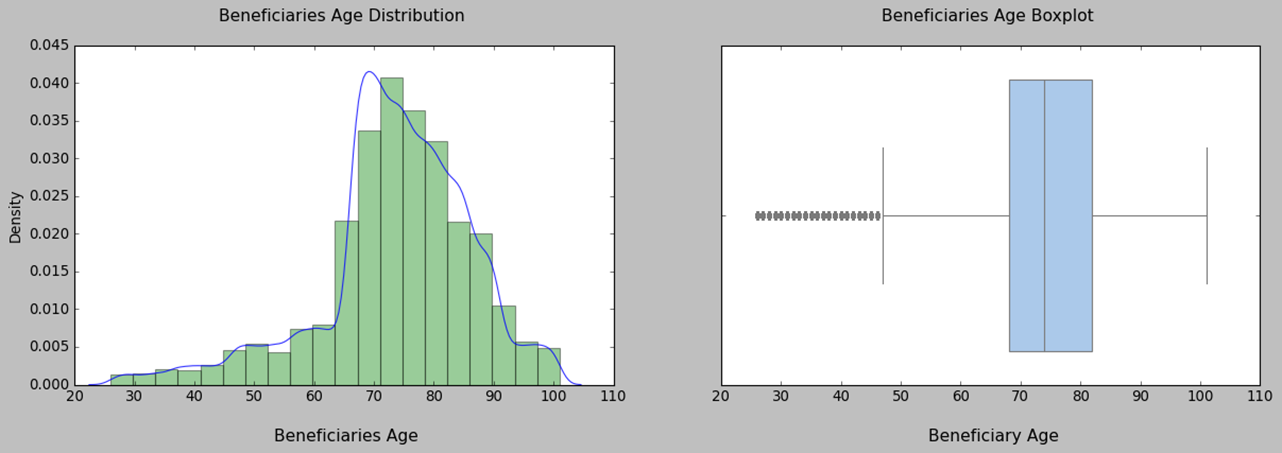 Beneficiaries Age Distribution
0.045
0.040
0.035
0.030
0.025
0.020
0.015
0.010
0.005
0.000
Density
20 30 40 50 60 70 80 90 100 110
Beneficiaries Age
Beneficiaries Age Boxplot
20 30 40 50 60 70 80 90 100 110
Beneficiary Age